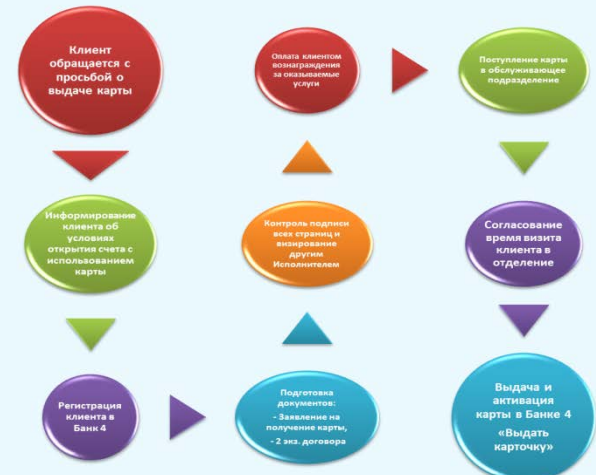 Клиент
обращается с
просьбой о
выдаче карты
Информирование
клиента об
условиях
открытия счета с
использованием
карты
Регистрация
клиента в
Банк 4
Подготовка
документов:
- Заявление на
получение карты,
- 2 экз. договора
Контроль подписи
всех страниц и
визирование
другим
Исполнителем
Оплата клиентом
вознаграждения
за оказываемые
услуги
Поступление карты
в обслуживающее
подразделение
Согласование
время визита
клиента в
отделение
Выдача и
активация
карты в Банке 4
«Выдать
карточку»